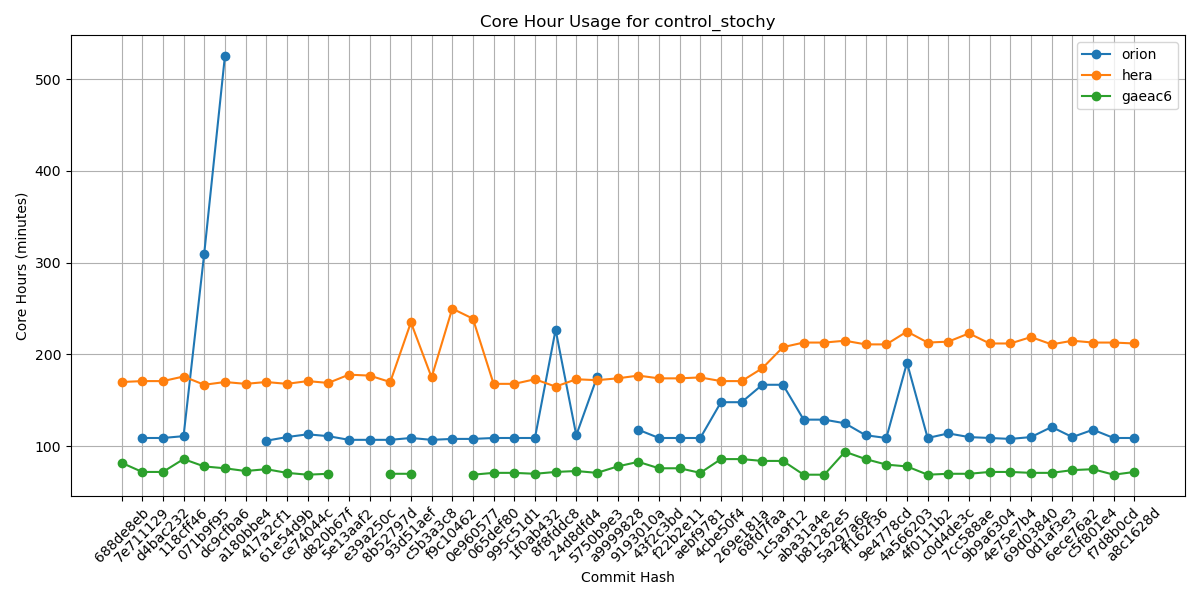 Core Hour Usage for control_stochy
orion
hera
gaeac6
Core Hours (minutes)
500
400
300
200
100
688de8eb
7e711129
d4bac232
118cff46
071b9f95
dc9cfba6
a180bbe4
417a2cf1
61e54d9b
ce74044c
d820b67f
5e13aaf2
e39a250c
8b52797d
93d51aef
c5b3a3c8
f9c10462
0e960577
065def80
995c51d1
1f0ab432
24d8dfd4
5750b9e3
a9999828
9193010a
43f253bd
f22b2e11
aebf9781
4cbe50f4
269e181a
68fd7faa
1c5a9f12
aba31a4e
b81282e5
5a297a6e
ff162f36
9e4778cd
4a566203
c0d4de3c
7cc588ae
9b9a6304
4e75e7b4
69d03840
0d1af3e3
6ece76a2
c5f801e4
f7d8b0cd
a8c1628d
Commit Hash